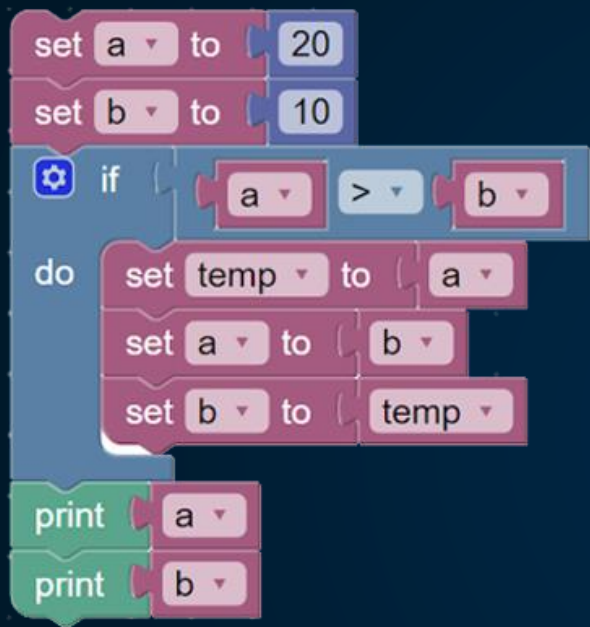 set a to 20
set b to 10
if a > b
do set temp to a
set a to b
set b to temp
print a
print b